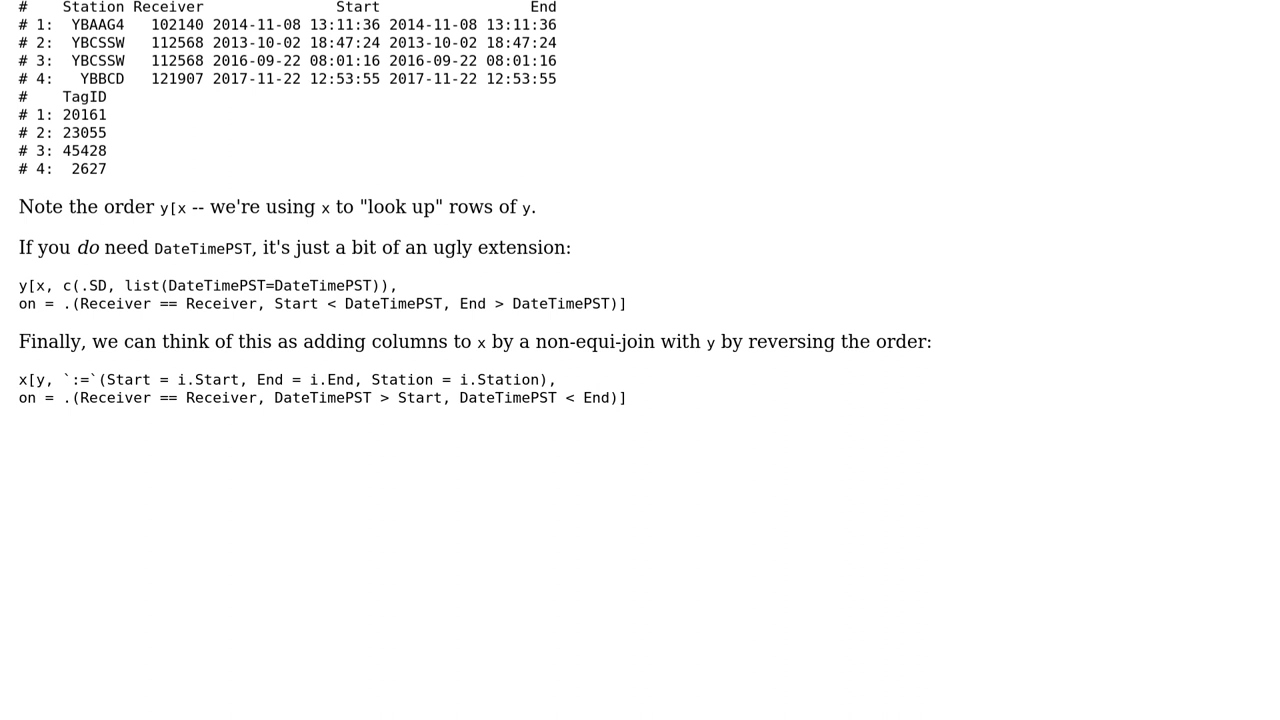 #    Station Receiver               Start                 End
# 1:  YBAAG4   102140 2014-11-08 13:11:36 2014-11-08 13:11:36
# 2:  YBCSSW   112568 2013-10-02 18:47:24 2013-10-02 18:47:24
# 3:  YBCSSW   112568 2016-09-22 08:01:16 2016-09-22 08:01:16
# 4:   YBBCD   121907 2017-11-22 12:53:55 2017-11-22 12:53:55
#    TagID
# 1: 20161
# 2: 23055
# 3: 45428
# 4:  2627
Note the order y[x -- we're using x to "look up" rows of y.
If you do need DateTimePST, it's just a bit of an ugly extension:
y[x, c(.SD, list(DateTimePST=DateTimePST)),
on = .(Receiver == Receiver, Start < DateTimePST, End > DateTimePST)]
Finally, we can think of this as adding columns to x by a non-equi-join with y by reversing the order:
x[y, `:=`(Start = i.Start, End = i.End, Station = i.Station),
on = .(Receiver == Receiver, DateTimePST > Start, DateTimePST < End)]